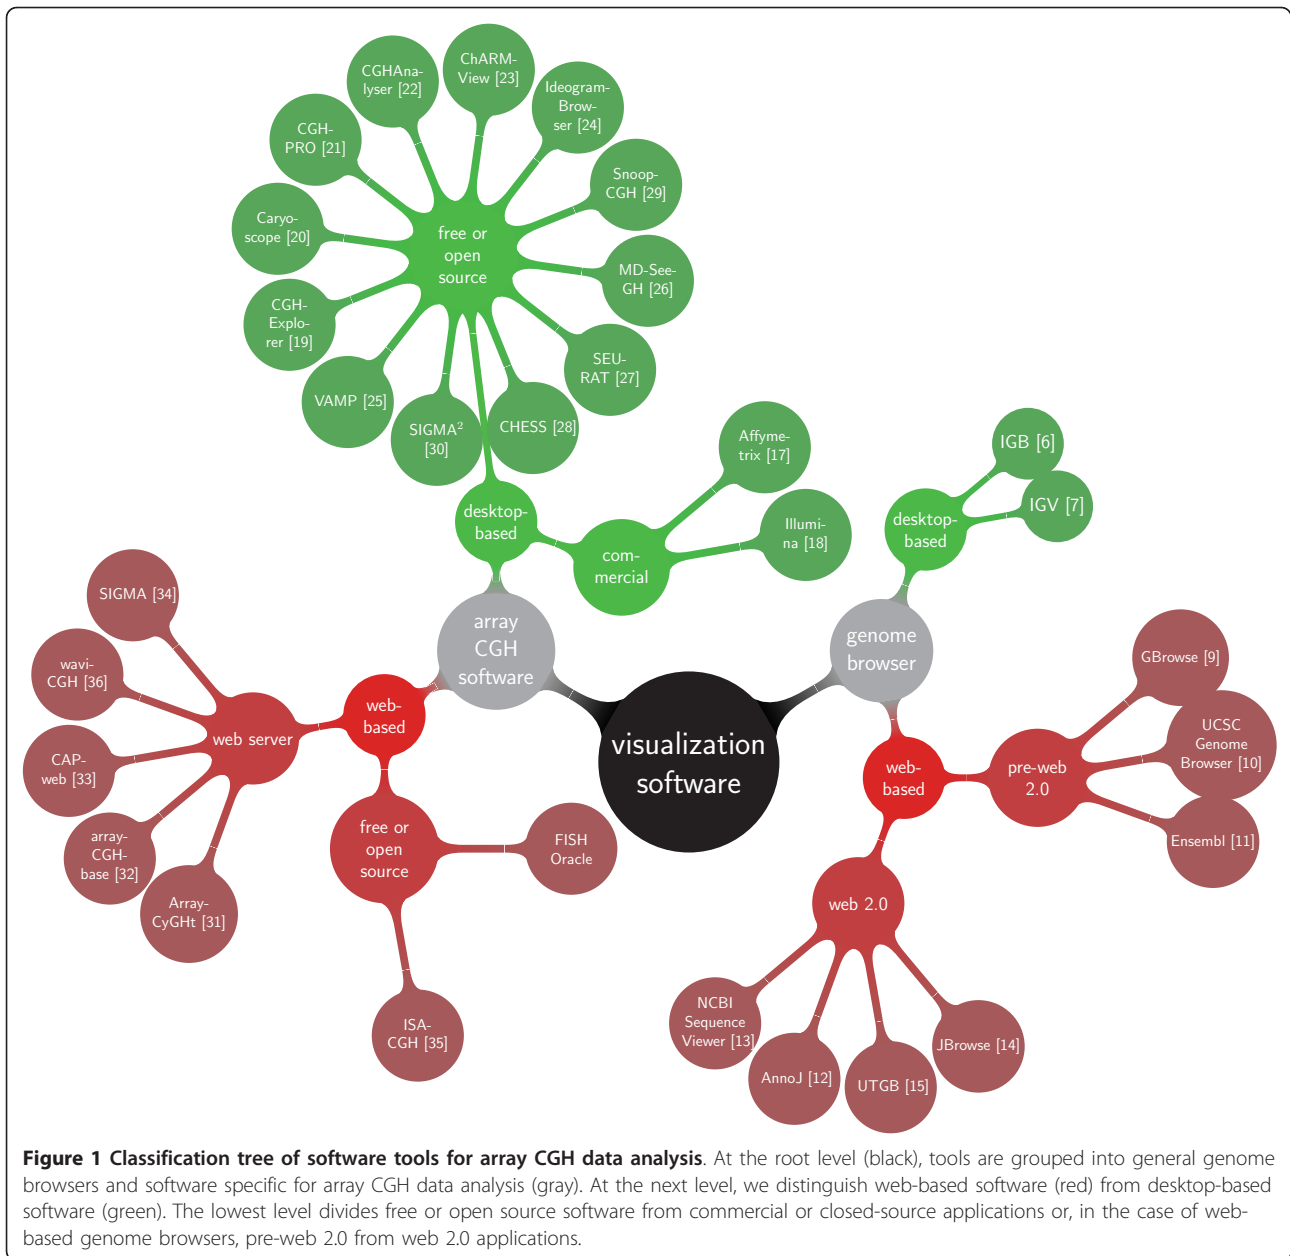 ChARM-
View [23]
CGHAna-
lyser [22]
Ideogram-
Brow-
ser [24]
CGH-
PRO [21]
Snoop-
CGH [29]
Caryo-
scope [20]
free or
open
source
MD-See-
GH [26]
CGH-
Explo-
rer [19]
SEU-
RAT [27]
VAMP [25]
SIGMA² 
[30]
CHESS [28]
Affyme-
trix [17]
IGB [6]
IGV [7]
desktop-
based
desktop-
based
Illumi-
na [18]
com-
mercial
SIGMA [34]
array
CGH
software
genome
browser
GBrowse [9]
wavi-
CGH [36]
web-
based
web server
UCSC
Genome
Browser [10]
visualization
software
CAP-
web [33]
web-
based
pre-web
2.0
array-
CGH-
base [32]
free or
open
source
FISH
Oracle
Ensembl [11]
Array-
CyGHt [31]
web 2.0
NCBI
Sequence
Viewer [13]
ISA-
CGH [35]
JBrowse [14]
AnnoJ [12]
UTGB [15]
Figure 1 Classification tree of software tools for array CGH data analysis. At the root level (black), tools are grouped into general genome
browsers and software specific for array CGH data analysis (gray). At the next level, we distinguish web-based software (red) from desktop-based
software (green). The lowest level divides free or open source software from commercial or closed-source applications or, in the case of web-
based genome browsers, pre-web 2.0 from web 2.0 applications.